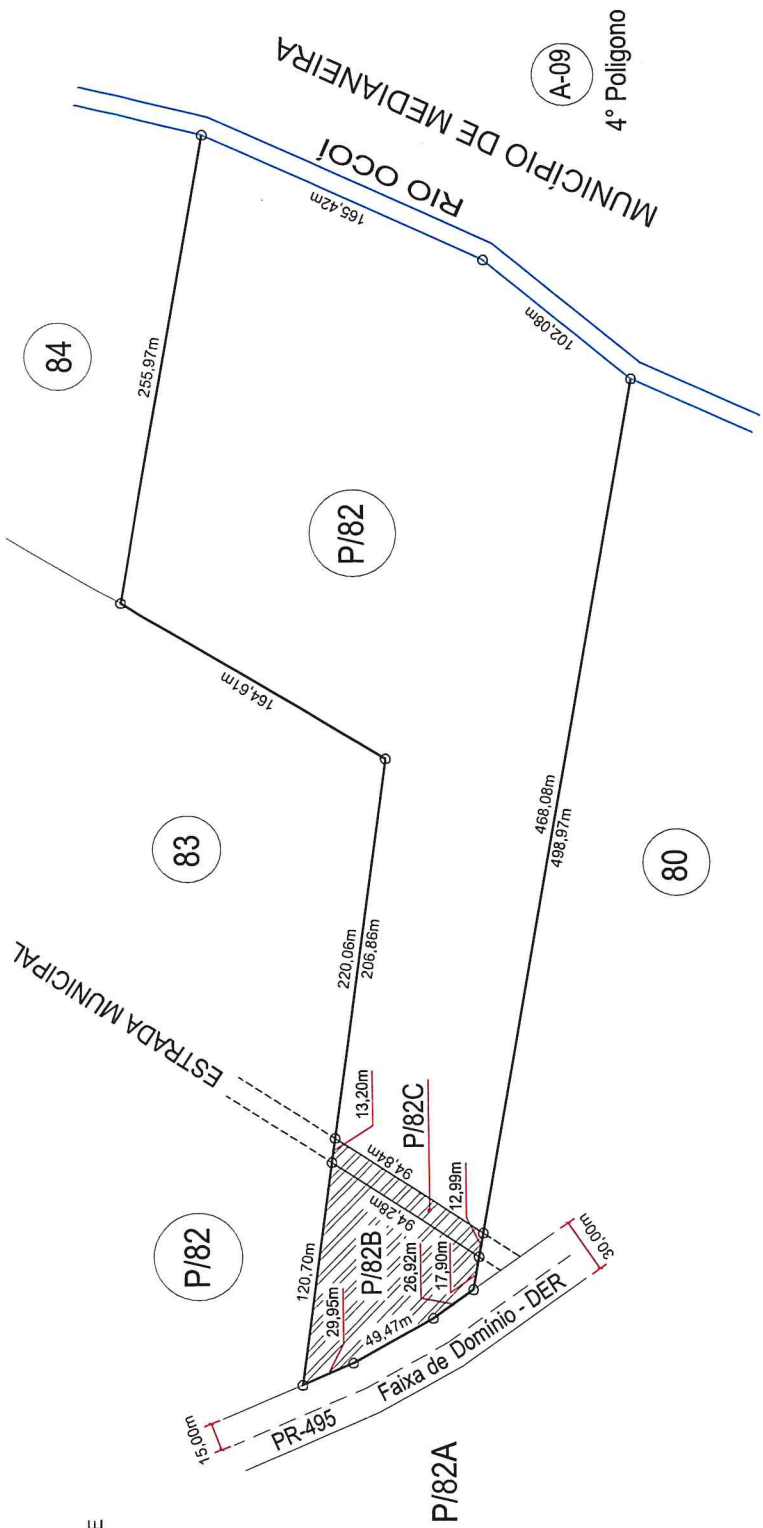 MUNICÍPIO DE MEDIANEIRA
A-09
4° Poligono
RIO OCOÍ
165,42m
102,08m
84
255,97m
P/82
164,61m
83
468,08m
498,97m
80
220,06m
206,86m
ESTRADA MUNICIPAL
13,20m
P/82C
94,84m
12,99m
94,28m
P/82
120,70m
P/82B
29,95m
26,92m
17,90m
49,47m
30,00m
15,00m
PR-495
Faixa de Domínio - DER
P/82A
E